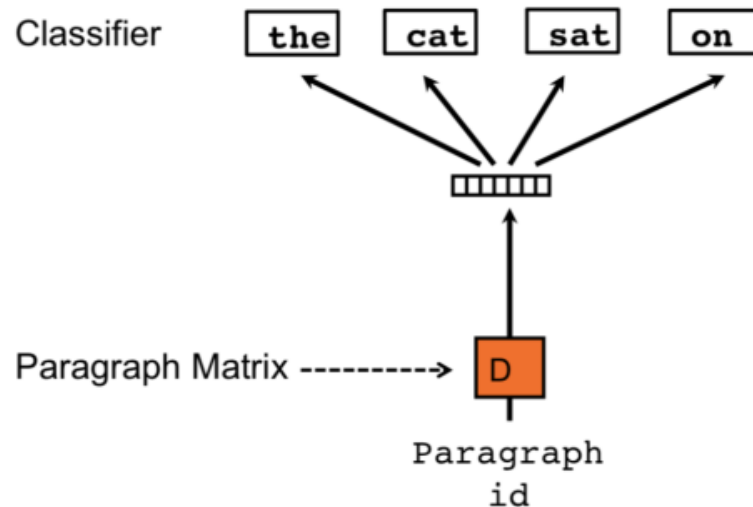 Classifier the cat sat on
Paragraph Matrix D
Paragraph
id